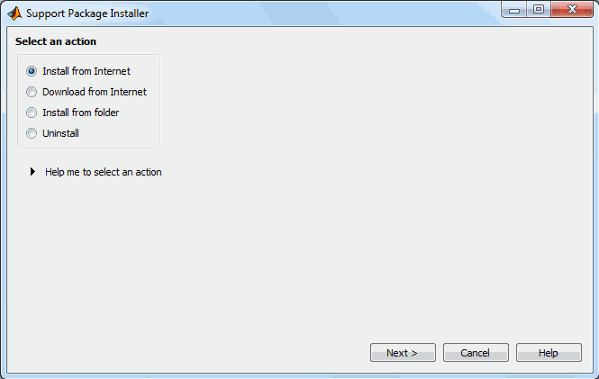 Support Package Installer
Select an action
Install from Internet
Download from Internet
Install from folder
Uninstall
Help me to select an action
Next > Cancel Help